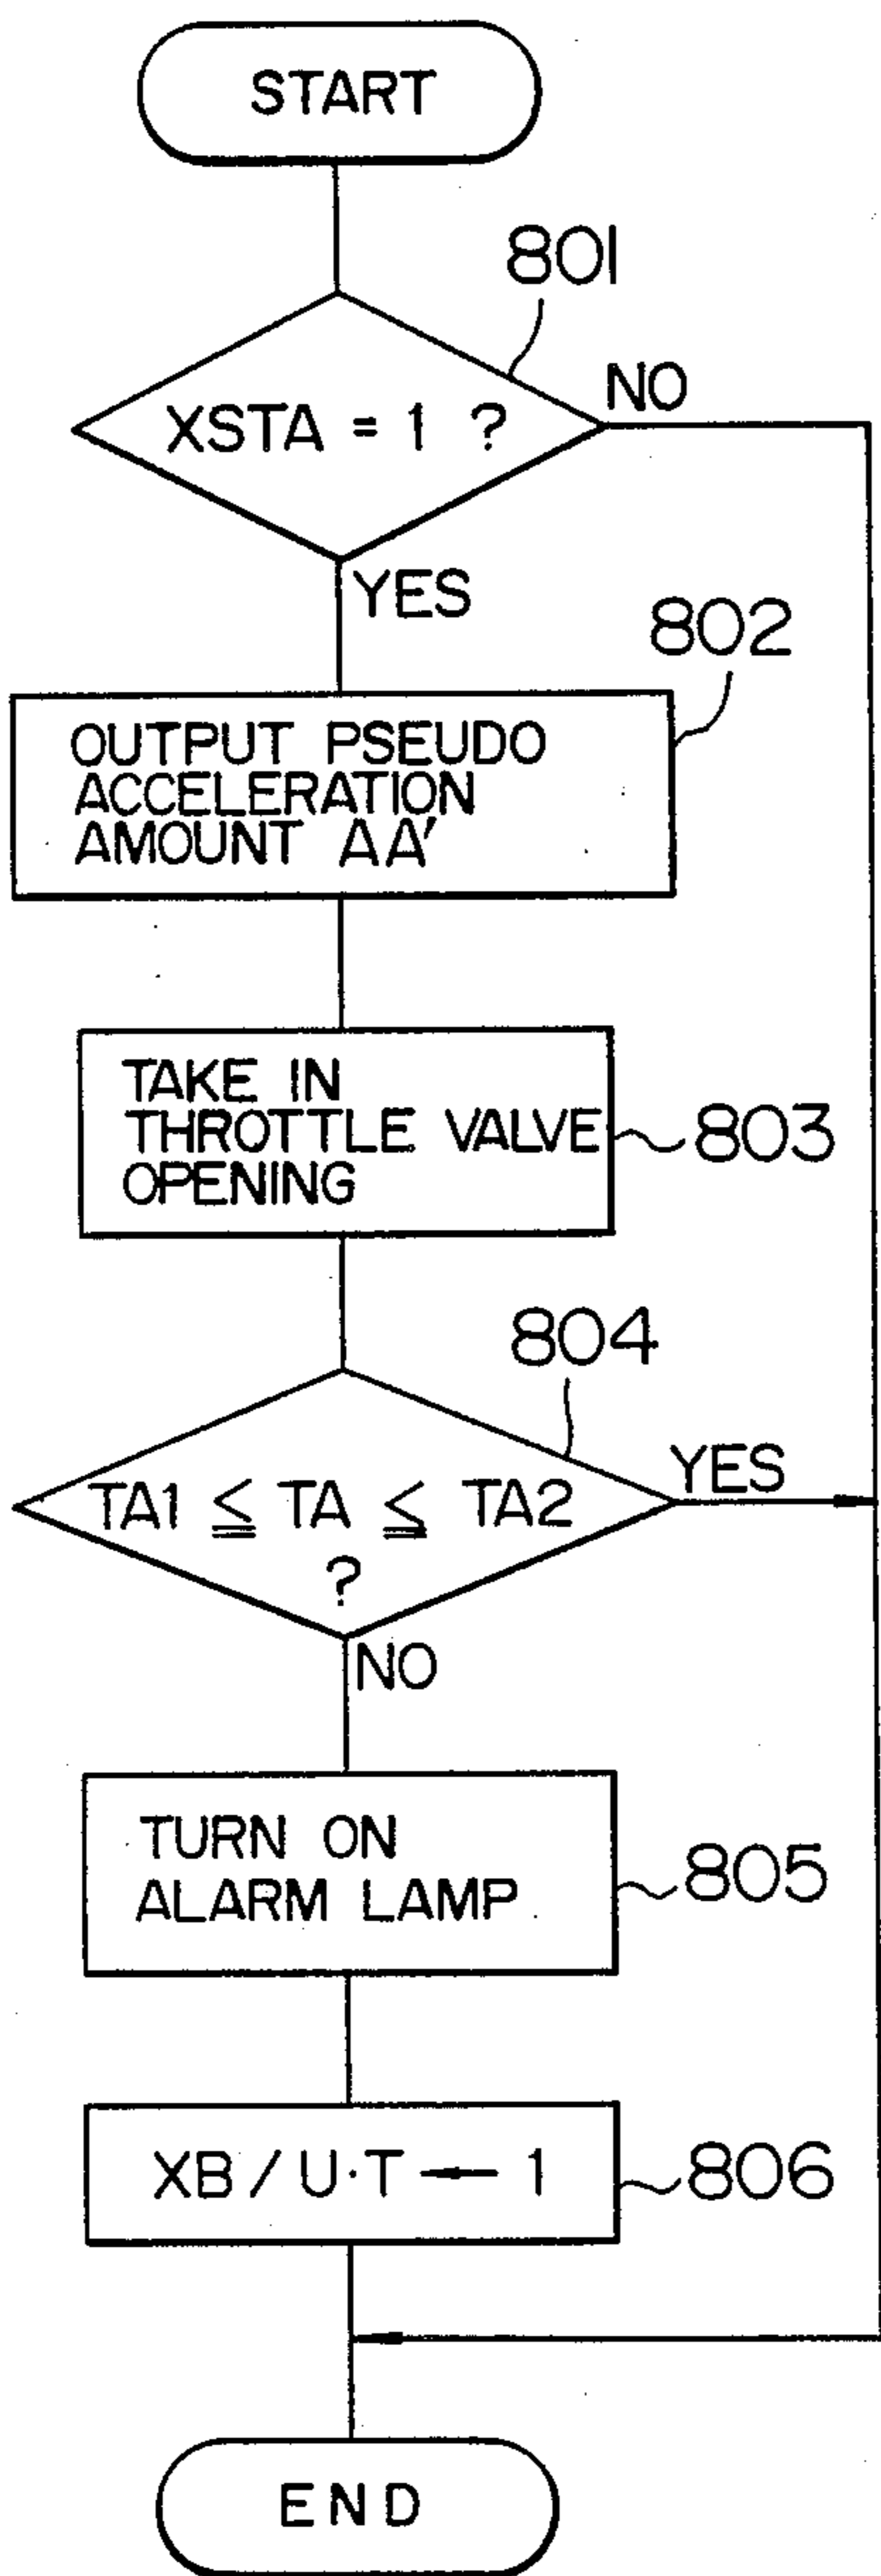 START
801
XSTA = 1 ?
NO
YES
802
OUTPUT PSEUDO
ACCELERATION
AMOUNT AA'
TAKE IN
THROTTLE VALVE
OPENING
803
804
TA1 ≦ TA ≦ TA2
?
YES
NO
TURN ON
ALARM LAMP
805
XB / U·T ← 1
806
END